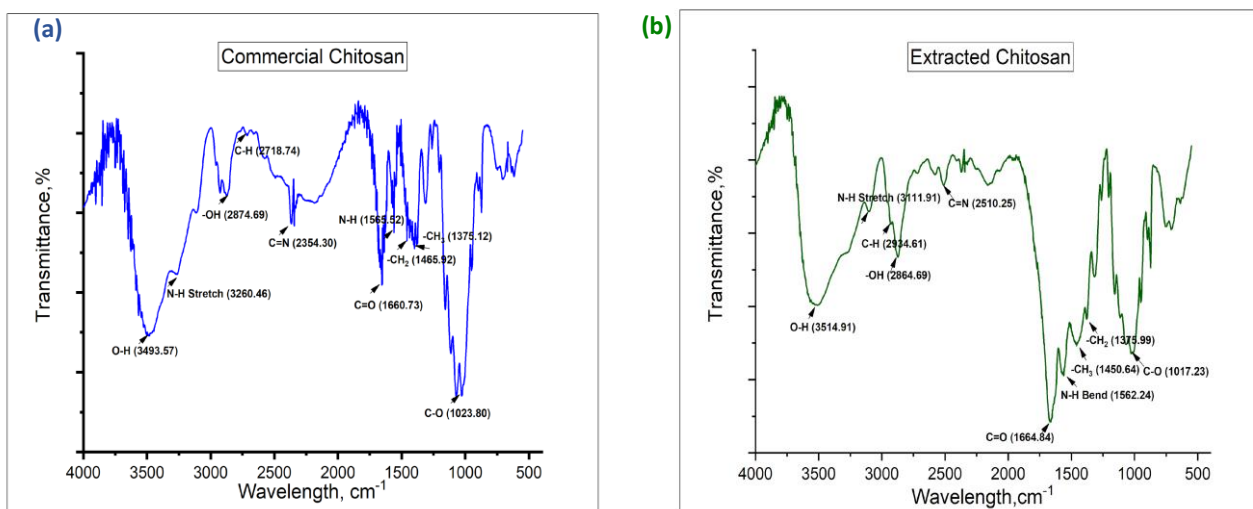 (a)
Commercial Chitosan
Transmittance,%
C-H (2718.74)
-OH (2874.69)
C=N (2354.30)
N-H (1565.52)
-CH3 (1375.12)
-CH2 (1465.92)
N-H Stretch (3260.46)
C=O (1660.73)
O-H (3493.57)
C-O (1023.80)
4000 3500 3000 2500 2000 1500 1000 500
Wavelength, cm-1
(b)
Extracted Chitosan
Transmittance,%
N-H Stretch (3111.91)
C=N (2510.25)
C-H (2934.61)
-OH (2864.69)
O-H (3514.91)
-CH2 (1375.99)
-CH3 (1450.64)
C-O (1017.23)
N-H Bend (1562.24)
C=O (1664.84)
4000 3500 3000 2500 2000 1500 1000 500
Wavelength,cm-1